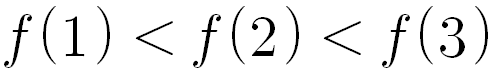 f(1) < f(2) < f(3)